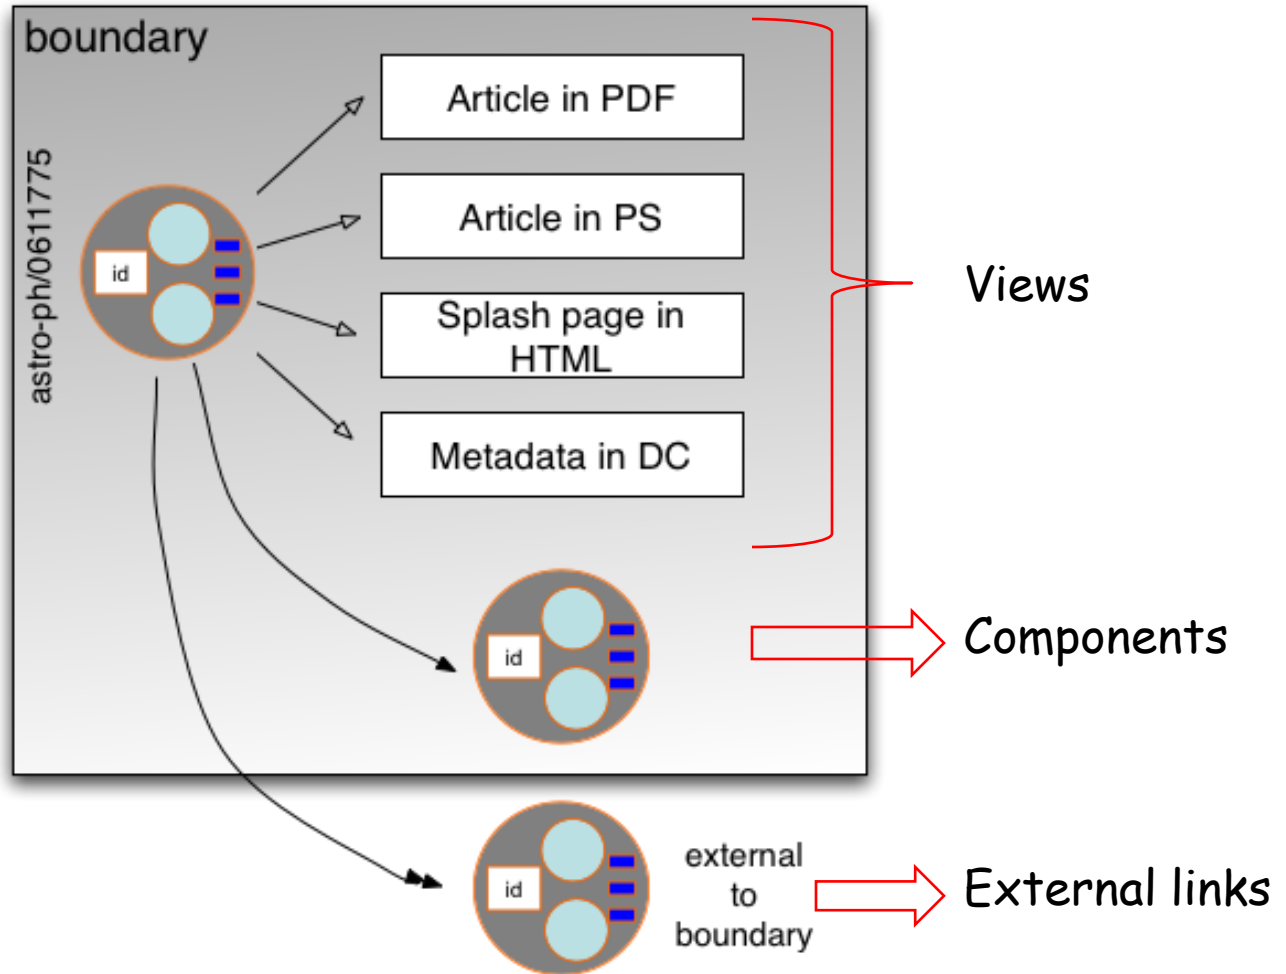 boundary
Article in PDF
astro-ph/0611775
Article in PS
id
Views
Splash page in
HTML
Metadata in DC
id
Components
id
external
to
boundary
External links